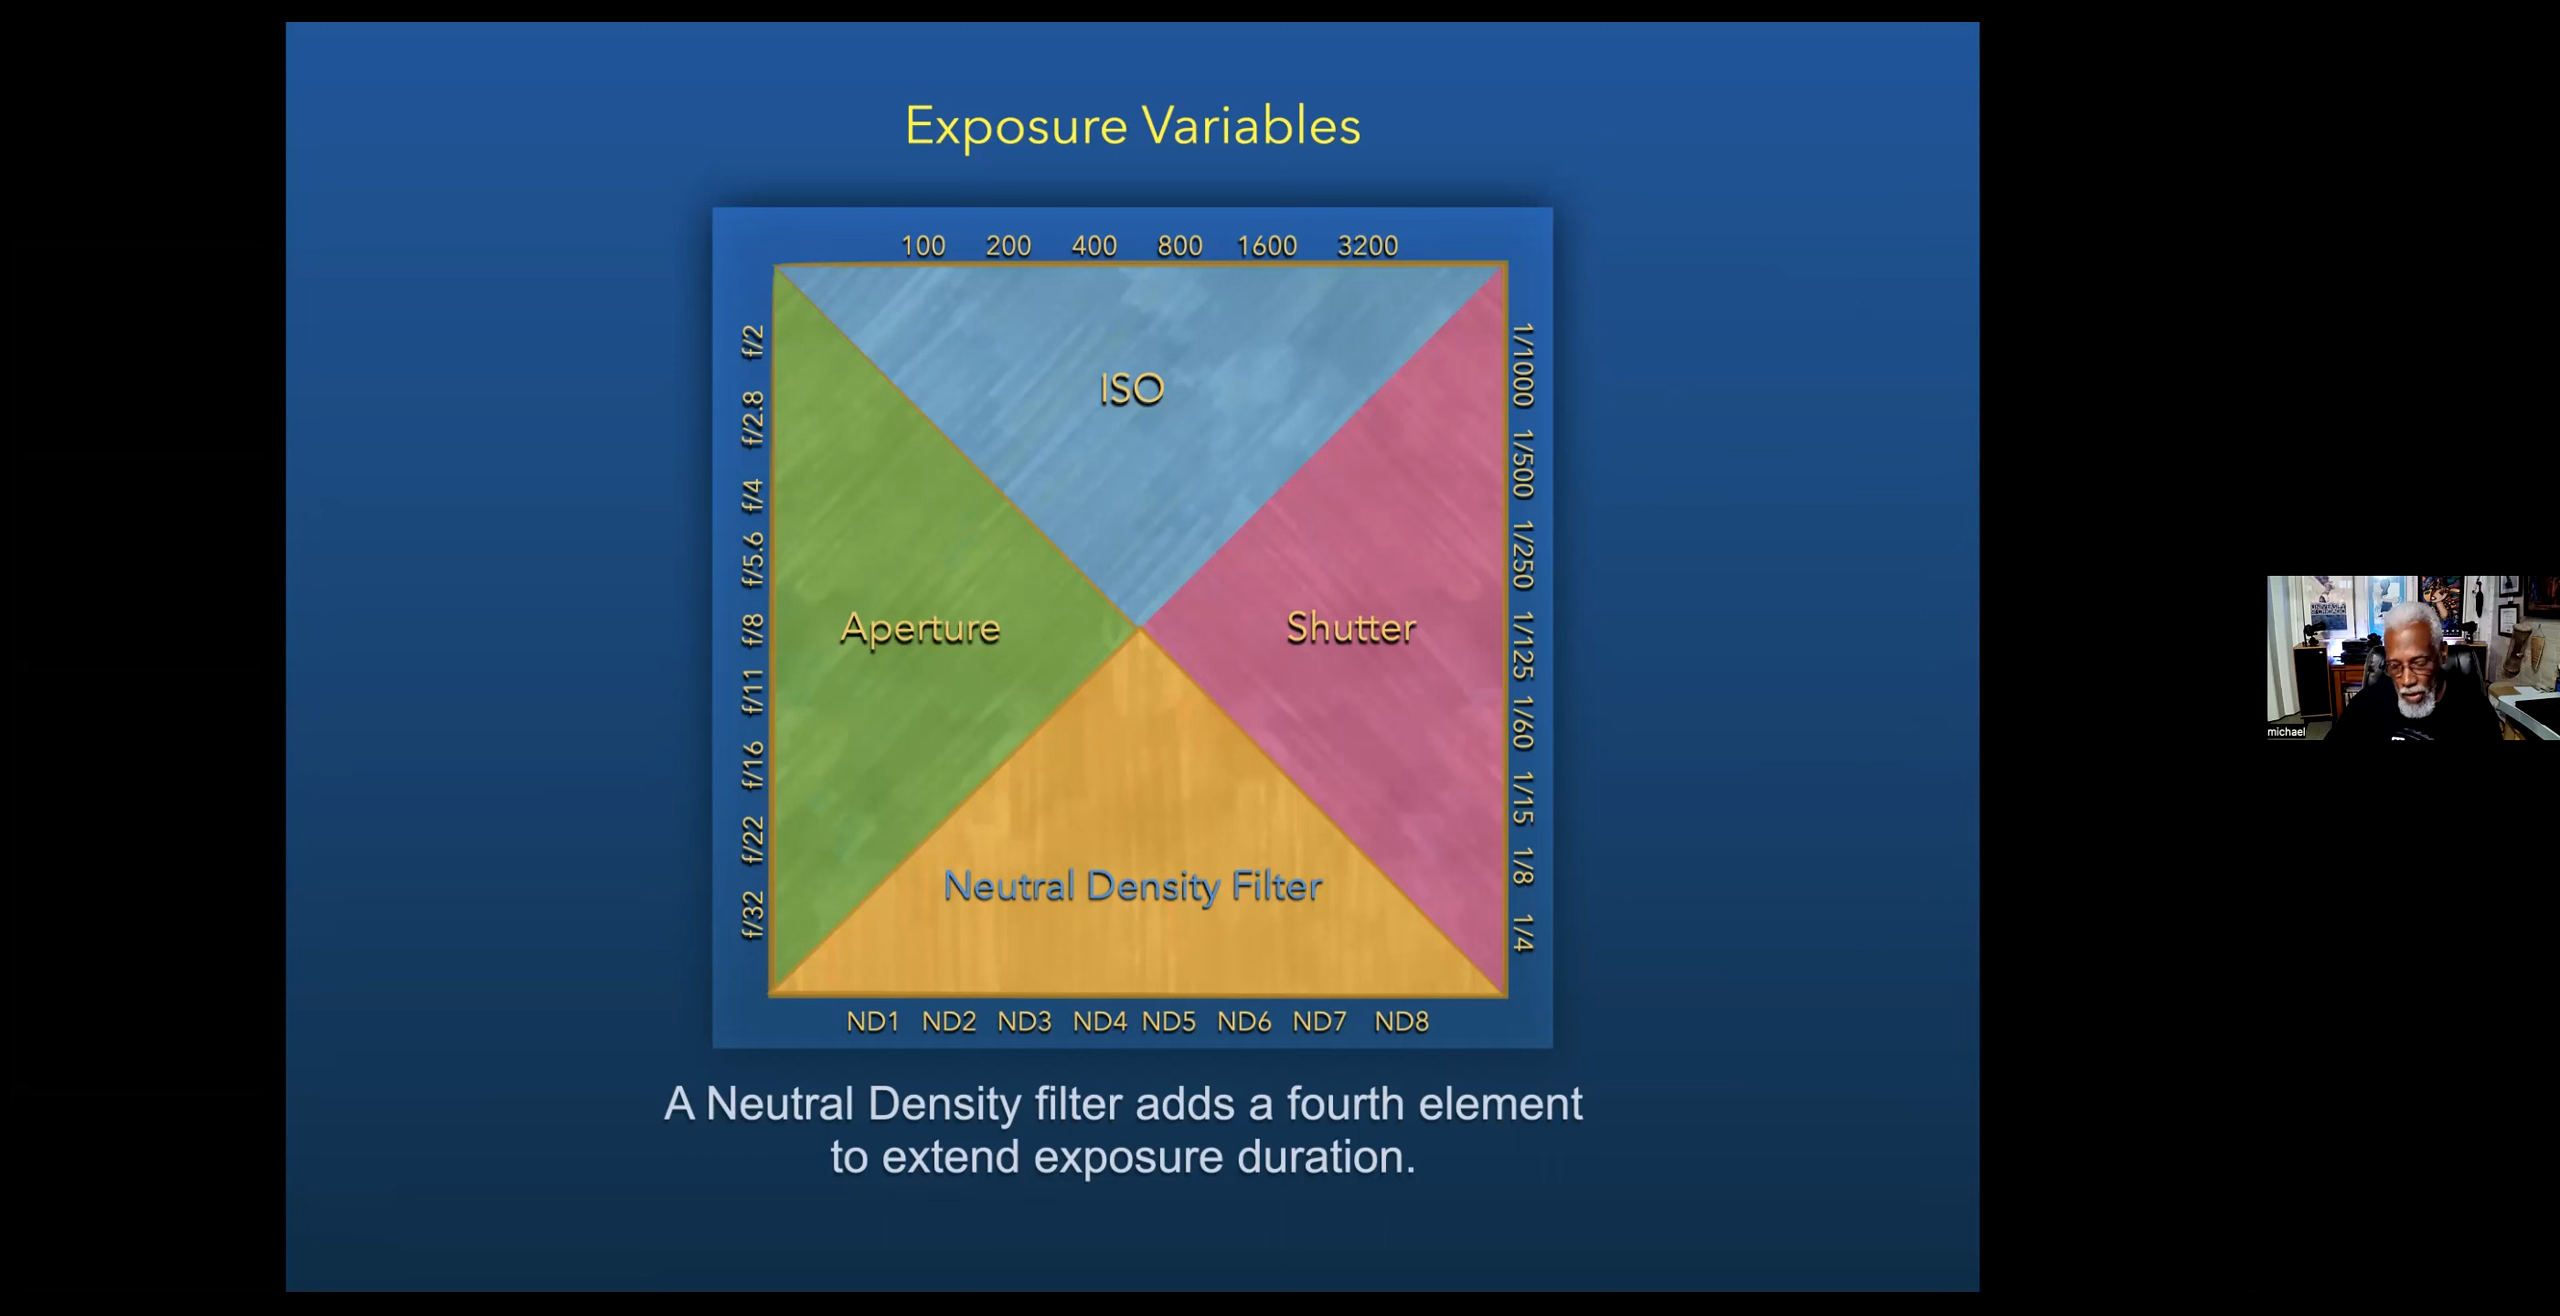 Exposure Variables
100 200 400 800 1600 3200
f/2 f/2.8 f/4 f/5.6 f/8 f/11 f/16 f/22 f/32
ISO
Aperture
Shutter
Neutral Density Filter
1/1000 1/500 1/250 1/125 1/60 1/15 1/8 1/4
ND1 ND2 ND3 ND4 ND5 ND6 ND7 ND8
A Neutral Density filter adds a fourth element
to extend exposure duration.
michael